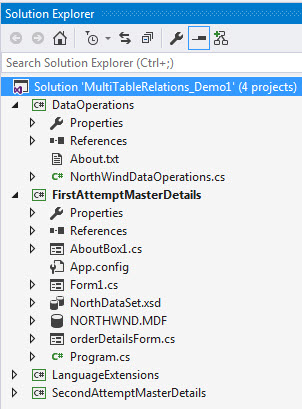 Solution Explorer
Search Solution Explorer (Ctrl+;)
Solution 'MultiTableRelations_Demo1' (4 projects)
C# DataOperations
Properties
References
About.txt
C# NorthWindDataOperations.cs
C# FirstAttemptMasterDetails
Properties
References
AboutBox1.cs
App.config
Form1.cs
NorthDataSet.xsd
NORTHWND.MDF
orderDetailsForm.cs
C# Program.cs
C# LanguageExtensions
C# SecondAttemptMasterDetails